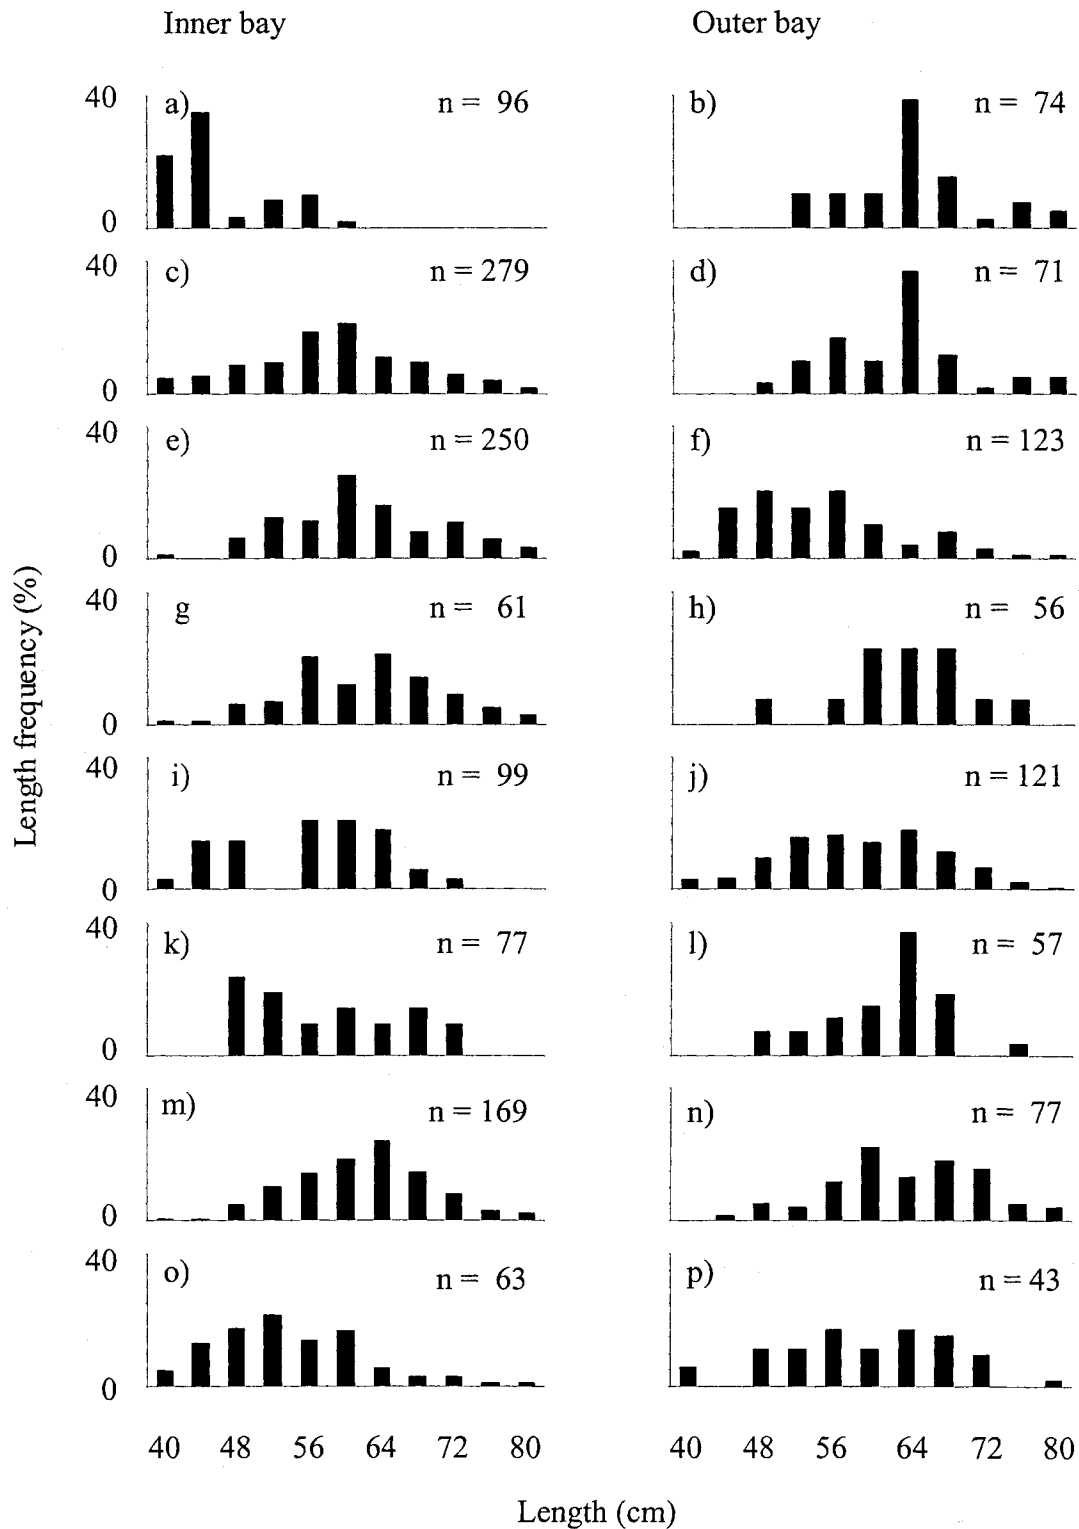 Inner bay Outer bay
40 a) n = 96 b) n = 74
0
40 c) n = 279 d) n = 71
0
40 e) n = 250 f) n = 123
0
40 g n = 61 h) n = 56
0
40 i) n = 99 j) n = 121
0
40 k) n = 77 l) n = 57
0
40 m) n = 169 n) n = 77
0
40 o) n = 63 p) n = 43
0
40 48 56 64 72 80 40 48 56 64 72 80
Length (cm)
Length frequency (%)